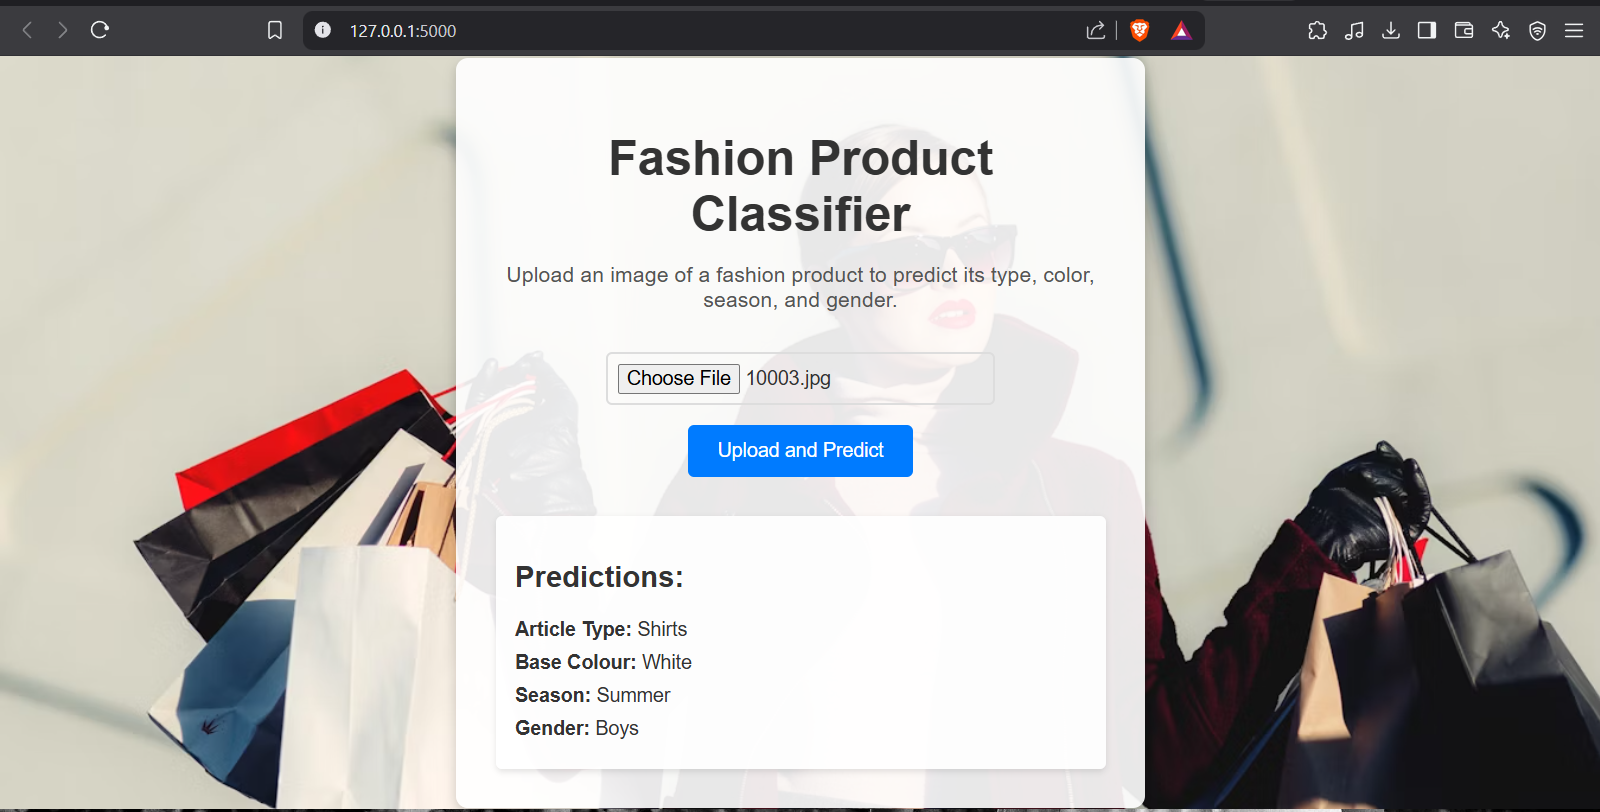 127.0.0.1:5000
Fashion Product
Classifier
Upload an image of a fashion product to predict its type, color,
season, and gender.
Choose File 10003.jpg
Upload and Predict
Predictions:
Article Type: Shirts
Base Colour: White
Season: Summer
Gender: Boys